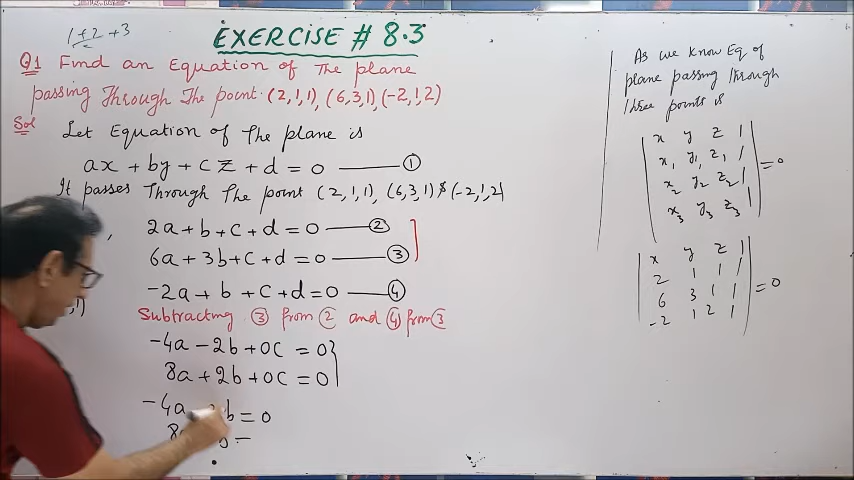 1+2+3
EXERCISE # 8.3
Q1 Find an Equation of The plane
passing Through The point (2,1,1), (6,3,1), (-2,1,2)
Sol Let Equation of The plane is
ax + by + cz + d = 0 —— ①
It passes Through The point (2,1,1), (6,3,1) & (-2,1,2)
2a + b + c + d = 0 —— ②
6a + 3b + c + d = 0 —— ③
-2a + b + c + d = 0 —— ④
Subtracting ③ from ② and ④ from ③
-4a - 2b + 0c = 0
8a + 2b + 0c = 0
-4a b = 0
8 =
As we know Eq of
plane passing through
three points is
x y z 1
x₁ y₁ z₁ 1
x₂ y₂ z₂ 1 = 0
x₃ y₃ z₃ 1
x y z 1
2 1 1 1
6 3 1 1 = 0
-2 1 2 1